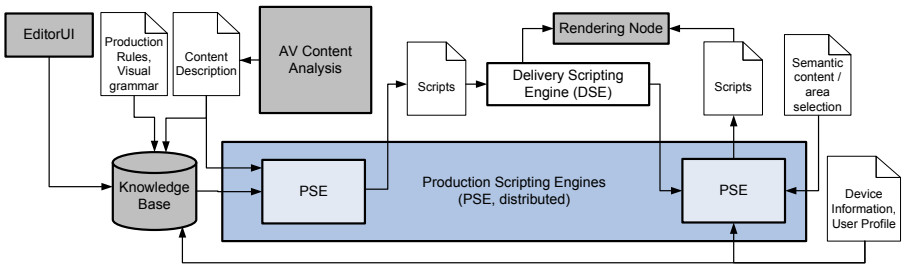 EditorUI
Production
Rules,
Visual
grammar
Content
Description
AV Content
Analysis
Scripts
Rendering Node
Delivery Scripting
Engine (DSE)
Scripts
Semantic
content /
area
selection
Knowledge
Base
PSE
Production Scripting Engines
(PSE, distributed)
PSE
Device
Information,
User Profile